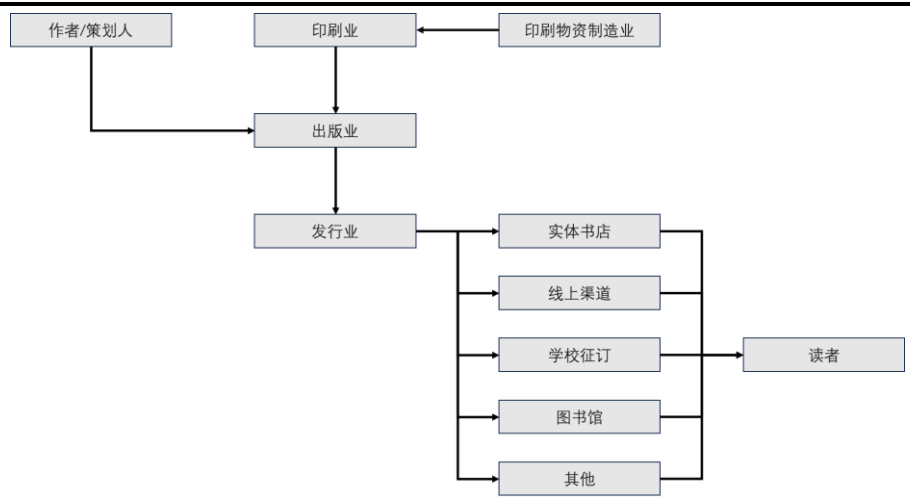 作者/策划人
印刷业
印刷物资制造业
出版业
发行业
实体书店
线上渠道
学校征订
读者
图书馆
其他